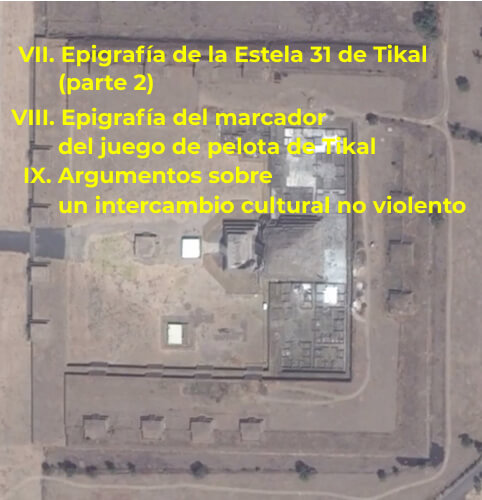 VII. Epigrafía de la Estela 31 de Tikal
(parte 2)
VIII. Epigrafía del marcador
del juego de pelota de Tikal
IX. Argumentos sobre
un intercambio cultural no violento